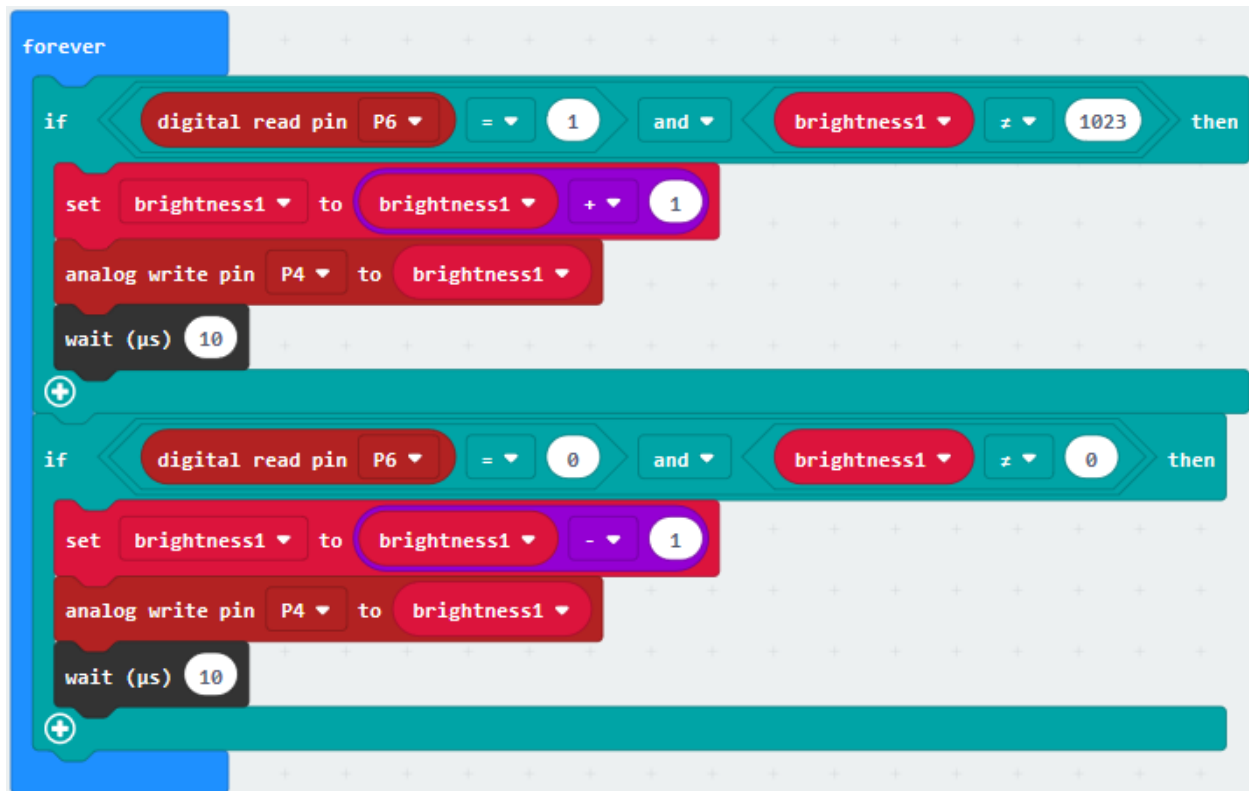 forever
if digital read pin P6 = 1 and brightness1 ≠ 1023 then
set brightness1 to brightness1 + 1
analog write pin P4 to brightness1
wait (µs) 10
if digital read pin P6 = 0 and brightness1 ≠ 0 then
set brightness1 to brightness1 - 1
analog write pin P4 to brightness1
wait (µs) 10